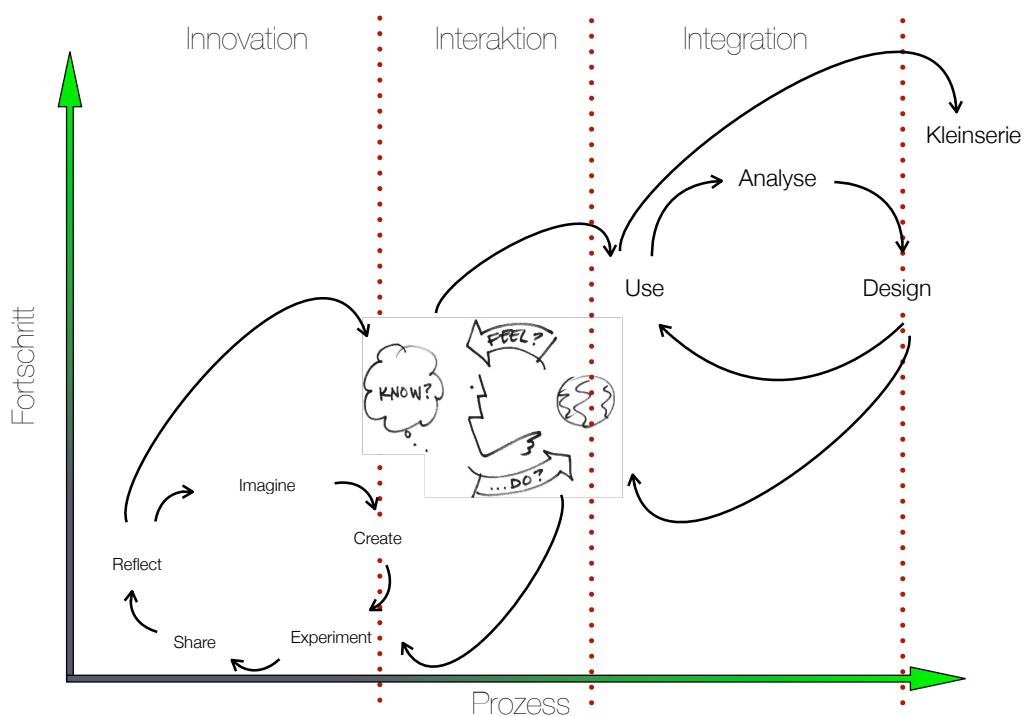 Innovation
Interaktion
Integration
Kleinserie
Analyse
Use
Design
Fortschritt
FEEL?
KNOW?
...DO?
Imagine
Create
Reflect
Share
Experiment
Prozess